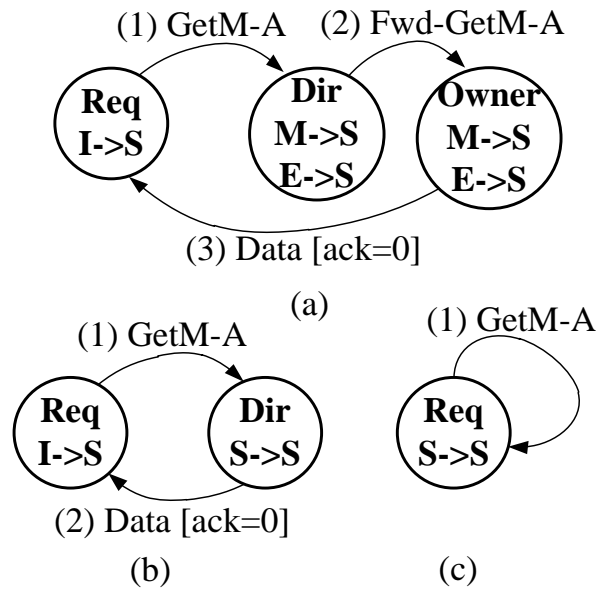 (1) GetM-A
(2) Fwd-GetM-A
Req
I->S
Dir
M->S
E->S
Owner
M->S
E->S
(3) Data [ack=0]
(a)
(1) GetM-A
Req
I->S
Dir
S->S
(2) Data [ack=0]
(b)
(1) GetM-A
Req
S->S
(c)